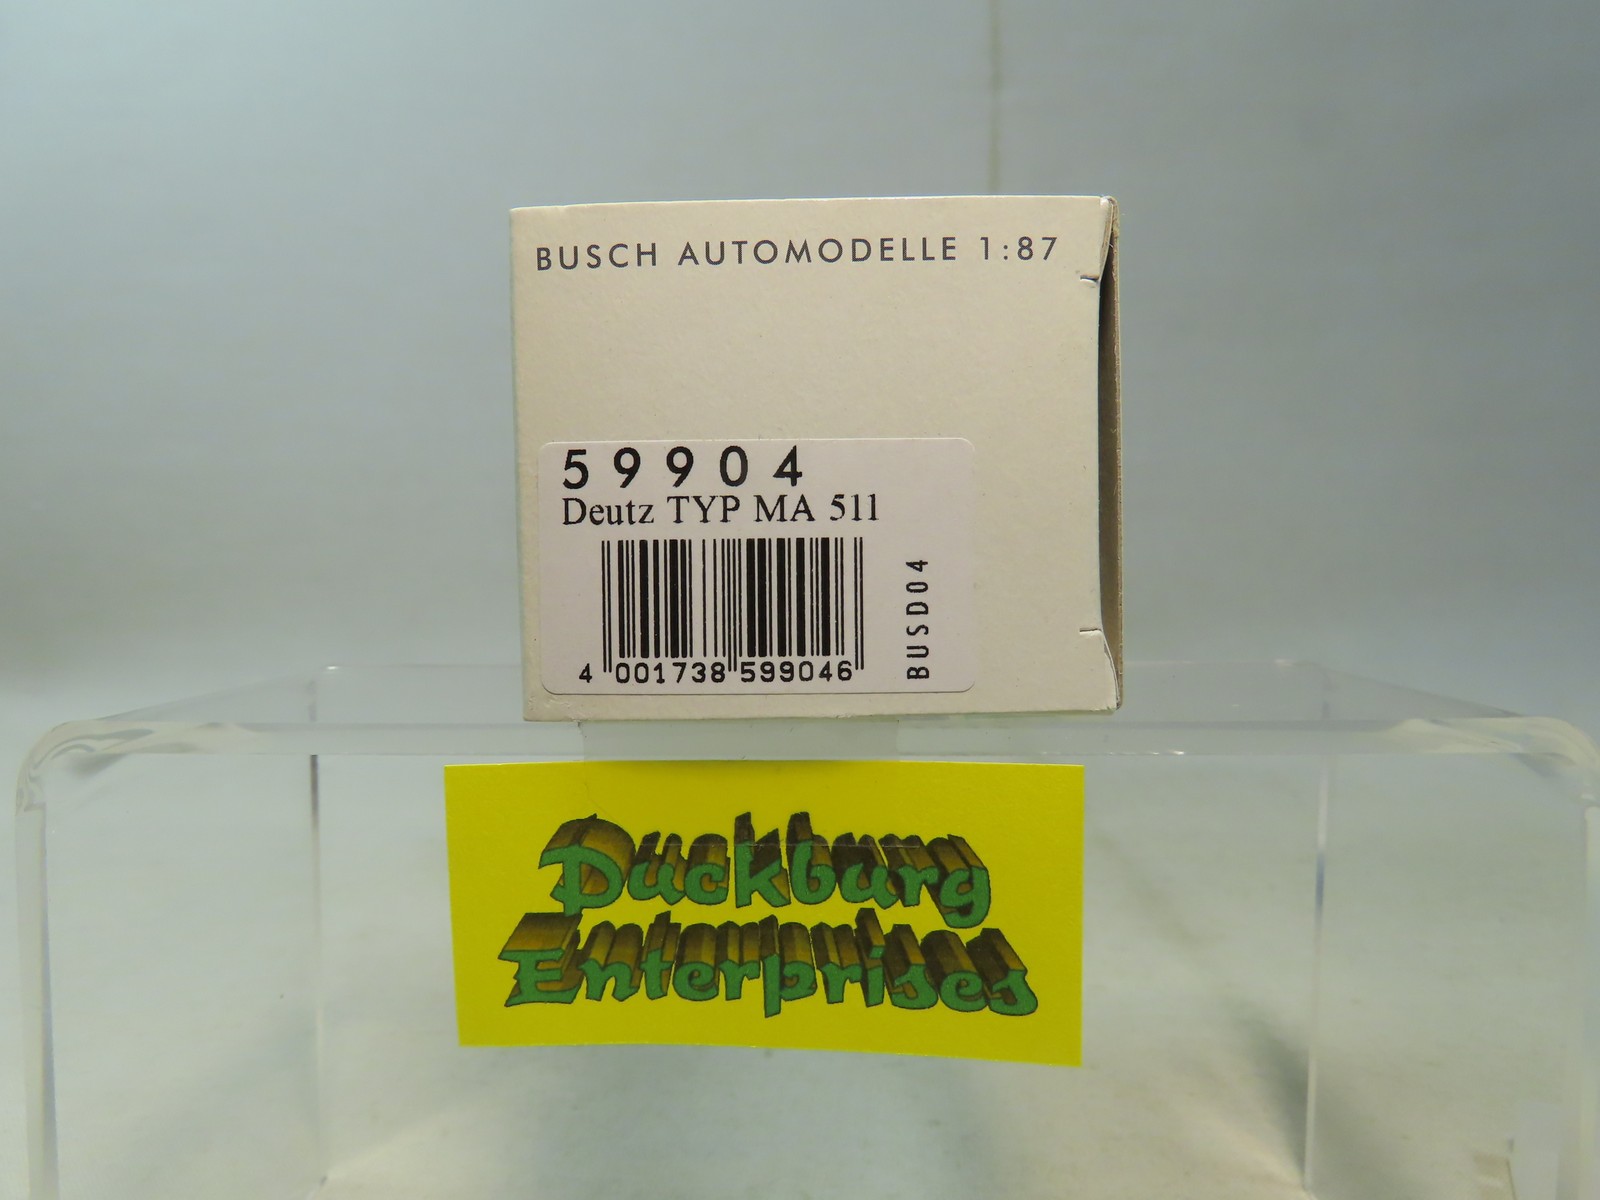 BUSCH AUTOMODELLE 1:87
59904
Deutz TYP MA 511
4 001738 599046
BUSD04
Duckburg
Enterprises